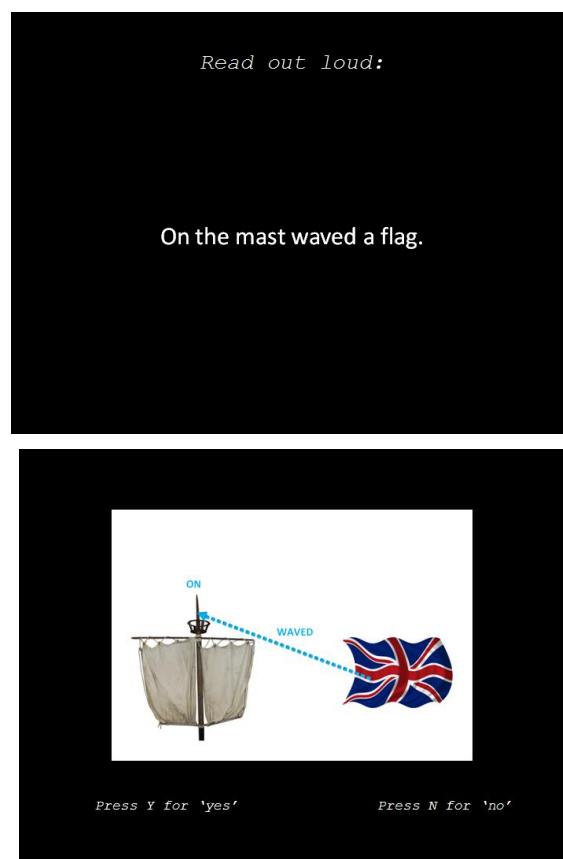 Read out loud:
On the mast waved a flag.
ON
WAVED
Press Y for ‘yes’
Press N for ‘no’